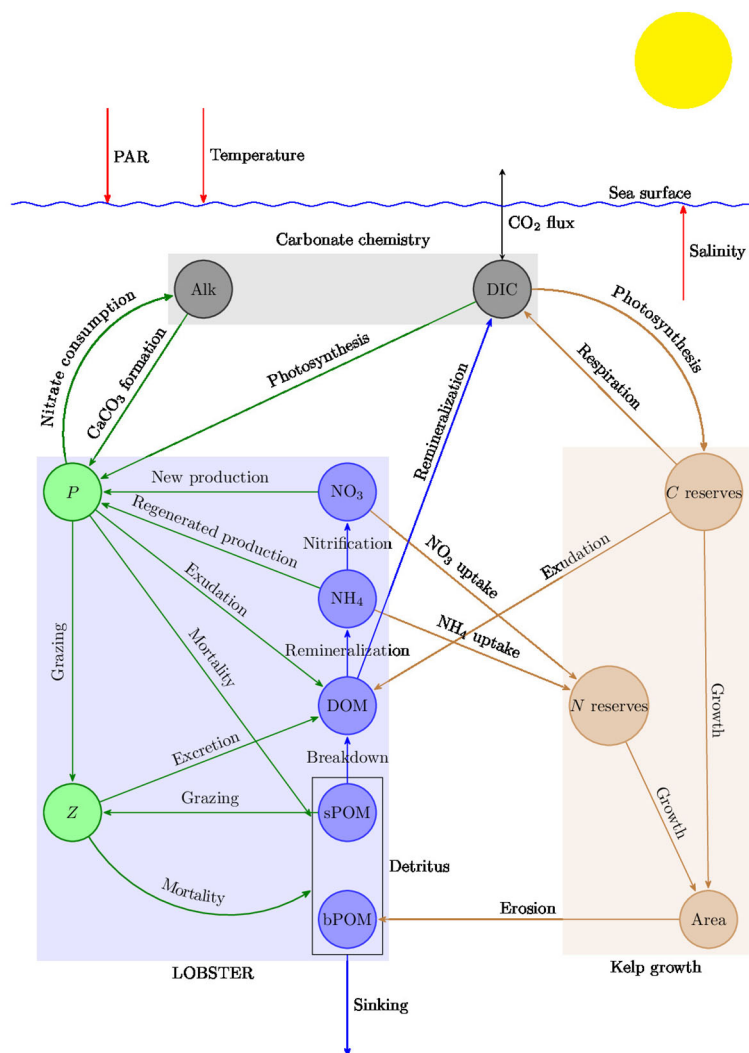 PAR
Temperature
Sea surface
CO₂ flux
Salinity
Carbonate chemistry
Alk
DIC
Nitrate consumption
CaCO₃ formation
Photosynthesis
Remineralization
Respiration
Photosynthesis
P
New production
NO₃
C reserves
Regenerated production
Nitrification
NO₃ uptake
Exudation
Exudation
NH₄
NH₄ uptake
Grazing
Mortality
Remineralization
DOM
N reserves
Growth
Excretion
Breakdown
Growth
Z
Grazing
sPOM
Detritus
Mortality
bPOM
Erosion
Area
LOBSTER
Kelp growth
Sinking